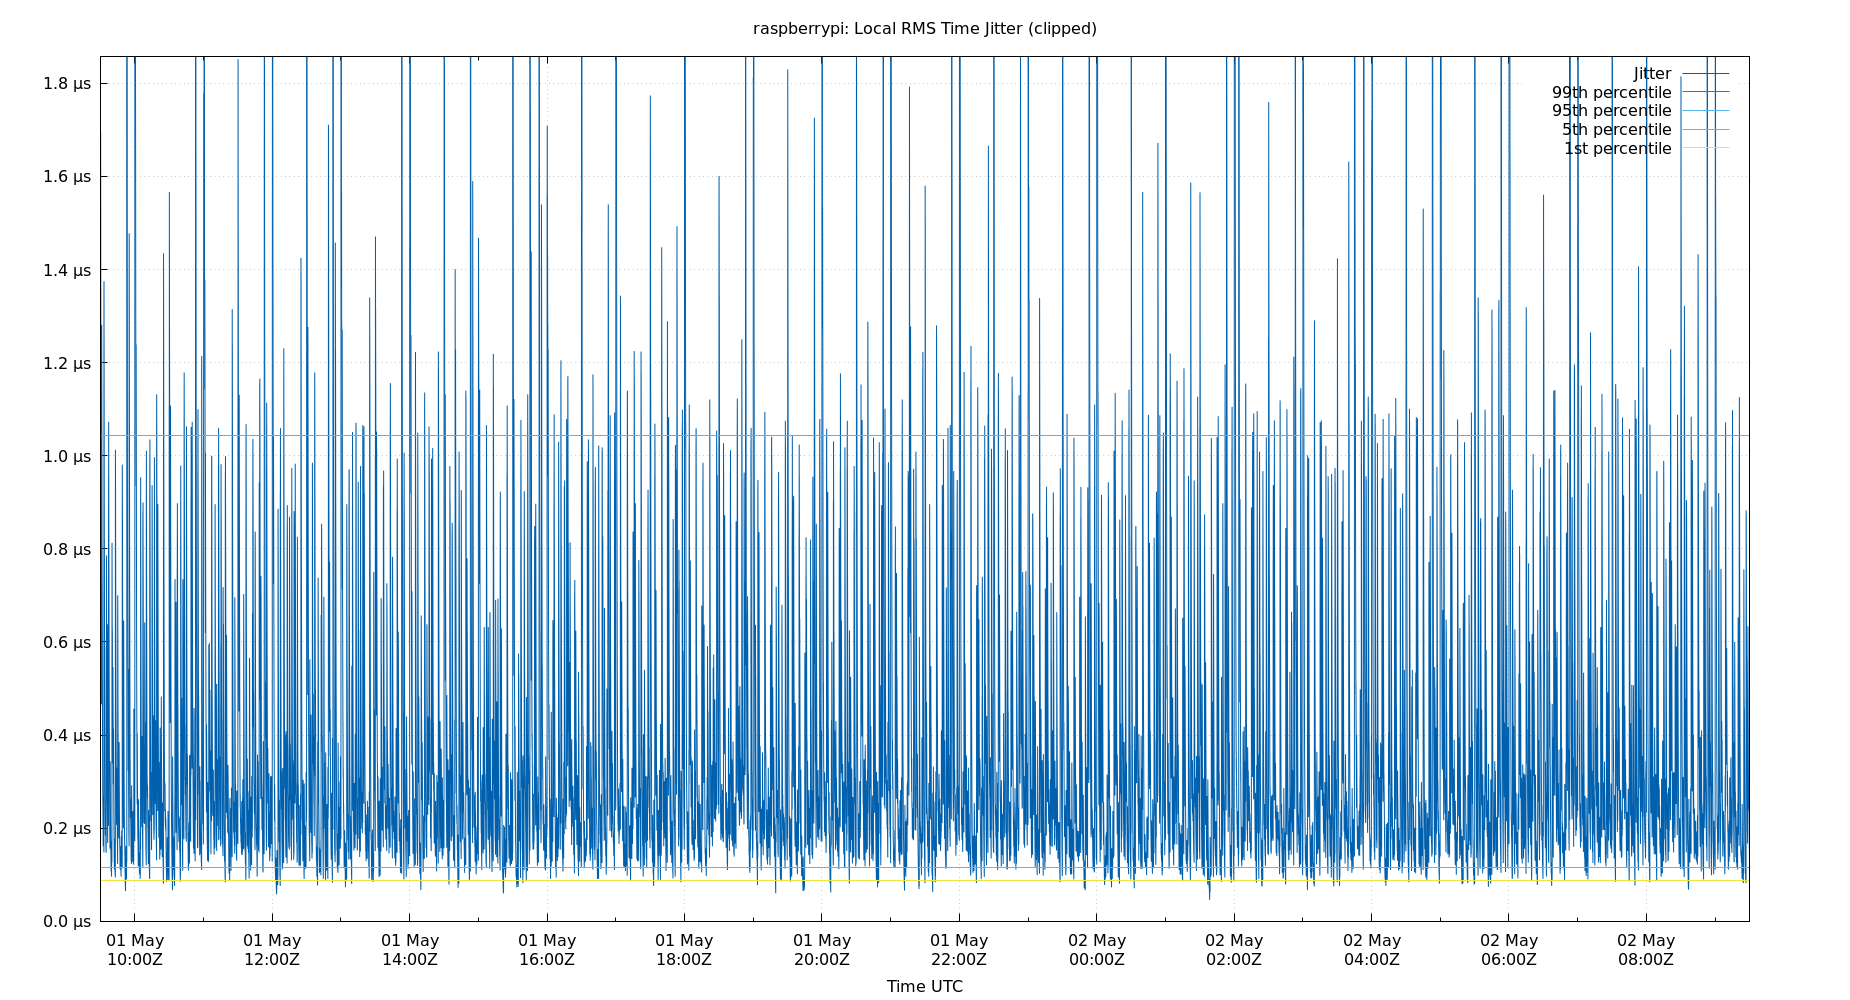 raspberrypi: Local RMS Time Jitter (clipped)
Jitter
99th percentile
95th percentile
5th percentile
1st percentile
1.8 µs
1.6 µs
1.4 µs
1.2 µs
1.0 µs
0.8 µs
0.6 µs
0.4 µs
0.2 µs
0.0 µs
01 May 01 May 01 May 01 May 01 May 01 May 01 May 02 May 02 May 02 May 02 May 02 May
10:00Z 12:00Z 14:00Z 16:00Z 18:00Z 20:00Z 22:00Z 00:00Z 02:00Z 04:00Z 06:00Z 08:00Z
Time UTC